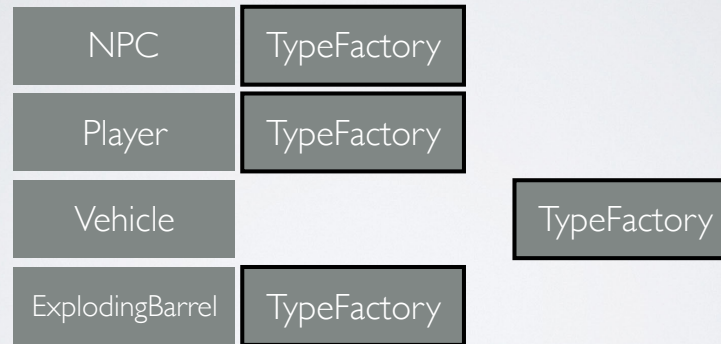 NPC TypeFactory
Player TypeFactory
Vehicle TypeFactory
ExplodingBarrel TypeFactory